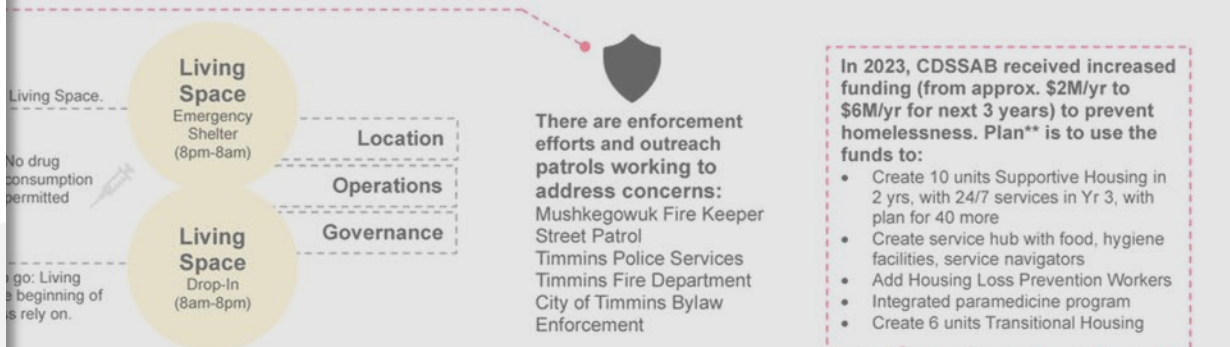 Living Space.
No drug
consumption
permitted
go: Living
beginning of
rely on.
Living
Space
Emergency
Shelter
(8pm-8am)
Living
Space
Drop-In
(8am-8pm)
Location
Operations
Governance
There are enforcement
efforts and outreach
patrols working to
address concerns:
Mushkegowuk Fire Keeper
Street Patrol
Timmins Police Services
Timmins Fire Department
City of Timmins Bylaw
Enforcement
In 2023, CDSSAB received increased
funding (from approx. $2M/yr to
$6M/yr for next 3 years) to prevent
homelessness. Plan** is to use the
funds to:
• Create 10 units Supportive Housing in
2 yrs, with 24/7 services in Yr 3, with
plan for 40 more
• Create service hub with food, hygiene
facilities, service navigators
• Add Housing Loss Prevention Workers
• Integrated paramedicine program
• Create 6 units Transitional Housing